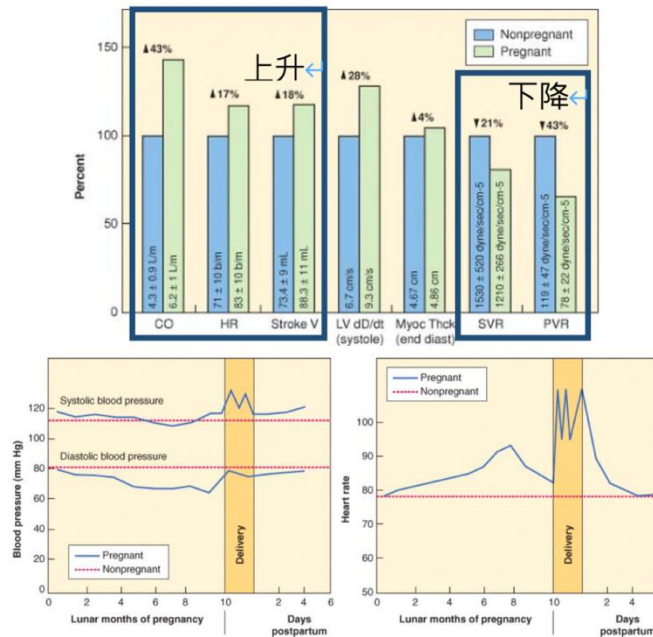 150
100
50
0
Percent
▲43%
▲17%
▲18%
▲28%
▲4%
▼21%
▼43%
上升↵
下降↵
Nonpregnant
Pregnant
4.3 ± 0.9 L/m
6.2 ± 1 L/m
71 ± 10 b/m
83 ± 10 b/m
73.4 ± 9 mL
88.3 ± 11 mL
6.7 cm/s
9.3 cm/s
4.67 cm
4.86 cm
1530 ± 520 dyne/sec/cm-5
1210 ± 266 dyne/sec/cm-5
119 ± 47 dyne/sec/cm-5
78 ± 22 dyne/sec/cm-5
CO
HR
Stroke V
LV dD/dt
(systole)
Myoc Thck
(end diast)
SVR
PVR
Blood pressure (mm Hg)
120
100
80
60
40
20
0
Systolic blood pressure
Diastolic blood pressure
Pregnant
Nonpregnant
Delivery
0 2 4 6 8 10 2 4 6
Lunar months of pregnancy
Days
postpartum
Heart rate
110
100
90
80
70
60
50
Pregnant
Nonpregnant
Delivery
0 2 4 6 8 10 2 4
Lunar months of pregnancy
Days
postpartum